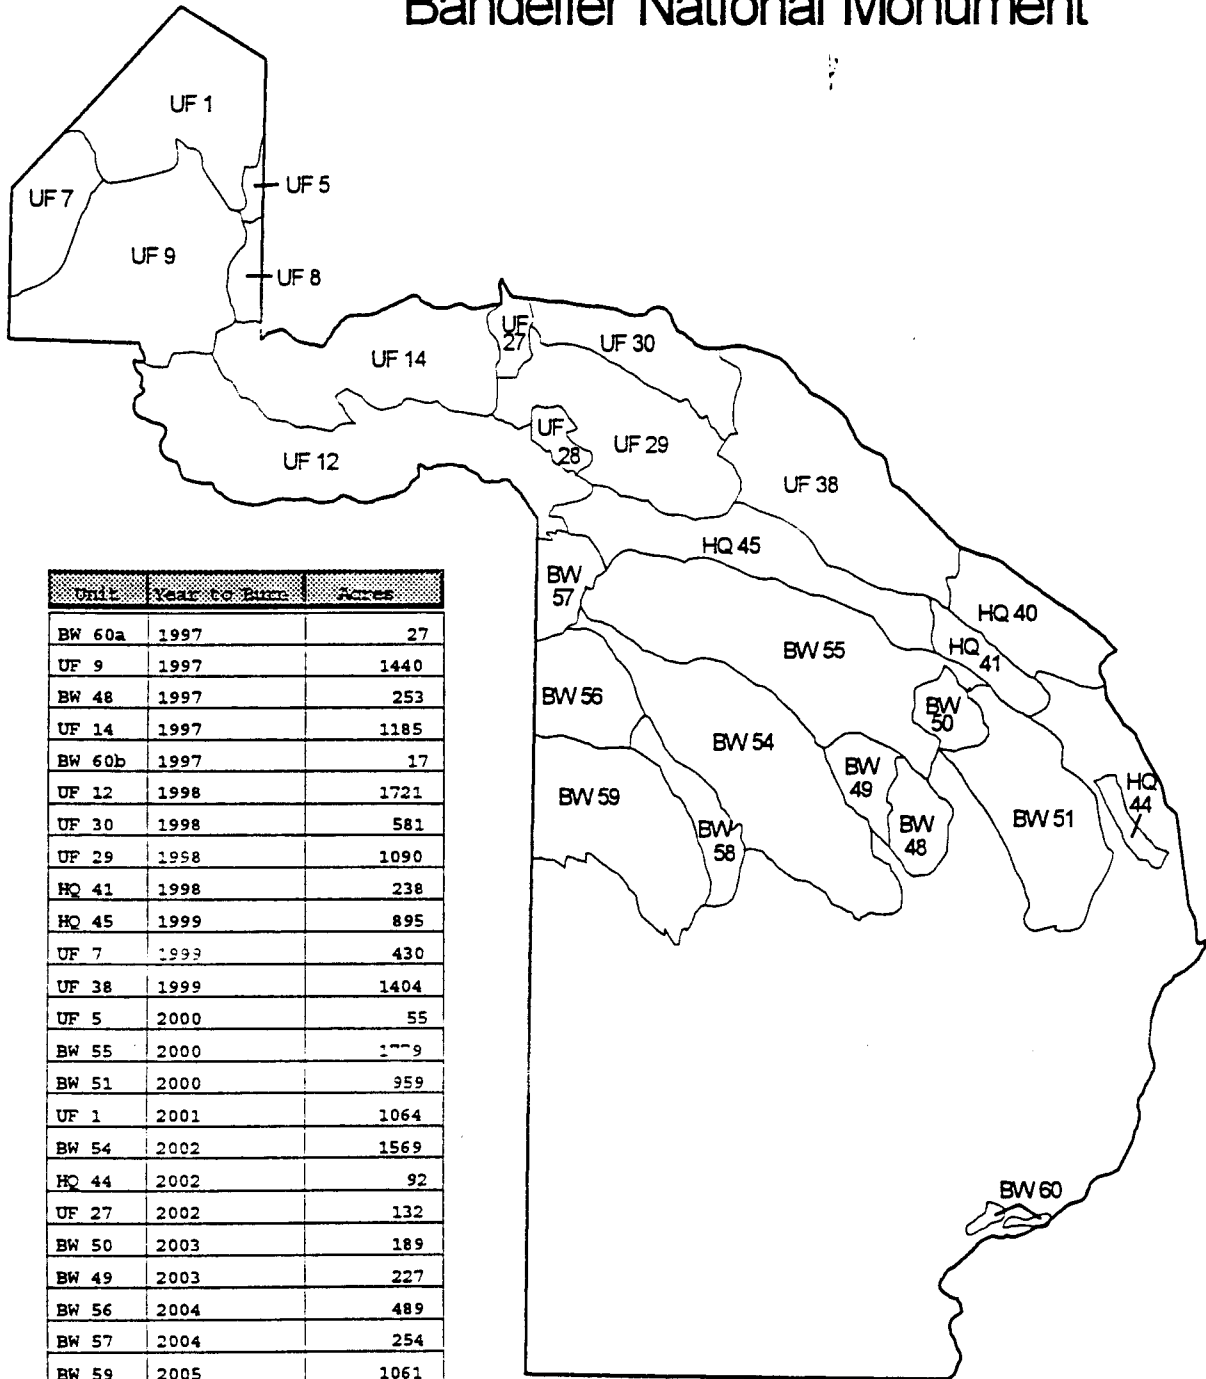 Bandelier National Monument
UF 1
UF 5
UF 7
UF 9
UF 8
UF
27
UF 30
UF 14
UF
28
UF 29
UF 12
UF 38
HQ 45
BW
57
HQ 40
HQ
41
BW 55
BW 56
BW
50
BW 54
BW
49
HQ
44
BW 59
BW 51
BW
58
BW
48
BW 60
Unit Year to Burn Acres
BW 60a 1997 27
UF 9 1997 1440
BW 48 1997 253
UF 14 1997 1185
BW 60b 1997 17
UF 12 1998 1721
UF 30 1998 581
UF 29 1998 1090
HQ 41 1998 238
HQ 45 1999 895
UF 7 1999 430
UF 38 1999 1404
UF 5 2000 55
BW 55 2000
BW 51 2000 959
UF 1 2001 1064
BW 54 2002 1569
HQ 44 2002 92
UF 27 2002 132
BW 50 2003 189
BW 49 2003 227
BW 56 2004 489
BW 57 2004 254
BW 59 2005 1061